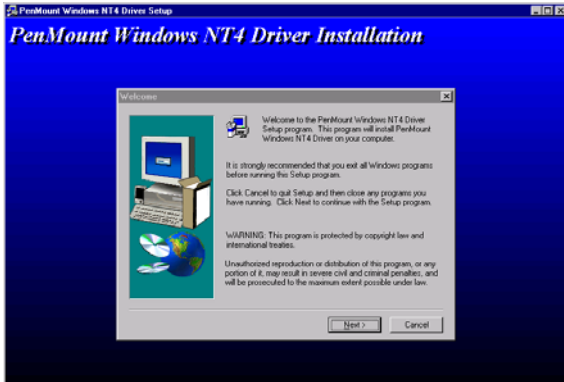 PenMount Windows NT4 Driver Setup
PenMount Windows NT4 Driver Installation
Welcome
Welcome to the PenMount Windows NT4 Driver
Setup program. This program will install PenMount
Windows NT4 Driver on your computer.
It is strongly recommended that you exit all Windows programs
before running this Setup program.
Click Cancel to quit Setup and then close any programs you
have running. Click Next to continue with the Setup program.
WARNING: This program is protected by copyright law and
international treaties.
Unauthorized reproduction or distribution of this program, or any
portion of it, may result in severe civil and criminal penalties, and
will be prosecuted to the maximum extent possible under law.
Next >
Cancel